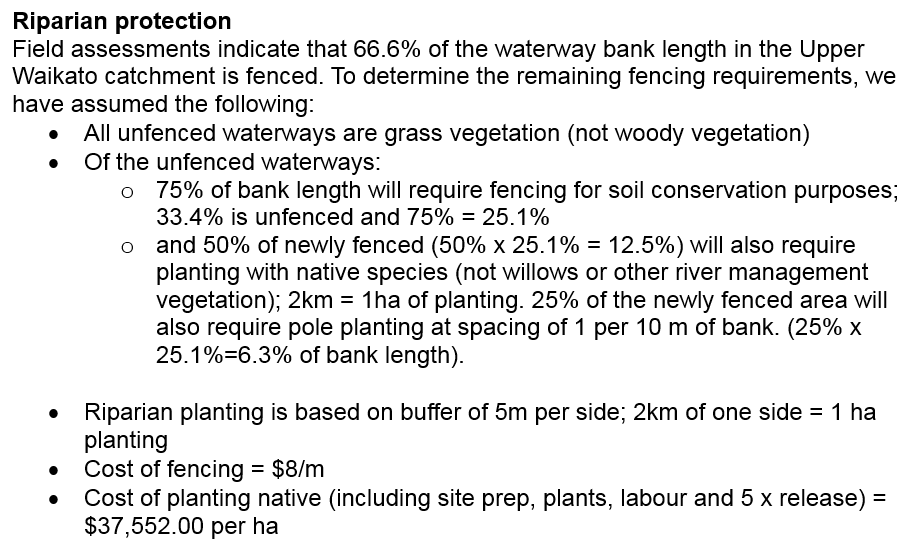 Riparian protection
Field assessments indicate that 66.6% of the waterway bank length in the Upper
Waikato catchment is fenced. To determine the remaining fencing requirements, we
have assumed the following:
• All unfenced waterways are grass vegetation (not woody vegetation)
• Of the unfenced waterways:
o 75% of bank length will require fencing for soil conservation purposes;
33.4% is unfenced and 75% = 25.1%
o and 50% of newly fenced (50% x 25.1% = 12.5%) will also require
planting with native species (not willows or other river management
vegetation); 2km = 1ha of planting. 25% of the newly fenced area will
also require pole planting at spacing of 1 per 10 m of bank. (25% x
25.1%=6.3% of bank length).
• Riparian planting is based on buffer of 5m per side; 2km of one side = 1 ha
planting
• Cost of fencing = $8/m
• Cost of planting native (including site prep, plants, labour and 5 x release) =
$37,552.00 per ha